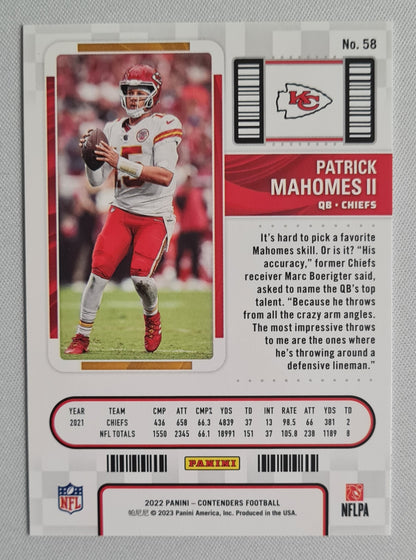 No. 58
KC
PATRICK
MAHOMES II
QB • CHIEFS
15
It's hard to pick a favorite
Mahomes skill. Or is it? "His
accuracy," former Chiefs
receiver Marc Boerigter said,
asked to name the QB's top
talent. "Because he throws
from all the crazy arm angles.
The most impressive throws
to me are the ones where
he's throwing around a
defensive lineman."
YEAR TEAM CMP ATT CMP% YDS TD INT RTG ATT YDS TD
2021 CHIEFS 436 658 66.3 4839 37 13 98.5 66 381 2
NFL TOTALS 1550 2345 66.1 18991 151 37 105.8 238 1189 8
PANINI
NFL
2022 PANINI – CONTENDERS FOOTBALL
帕尼尼 © 2023 Panini America, Inc. Produced in the USA.
NFLPA